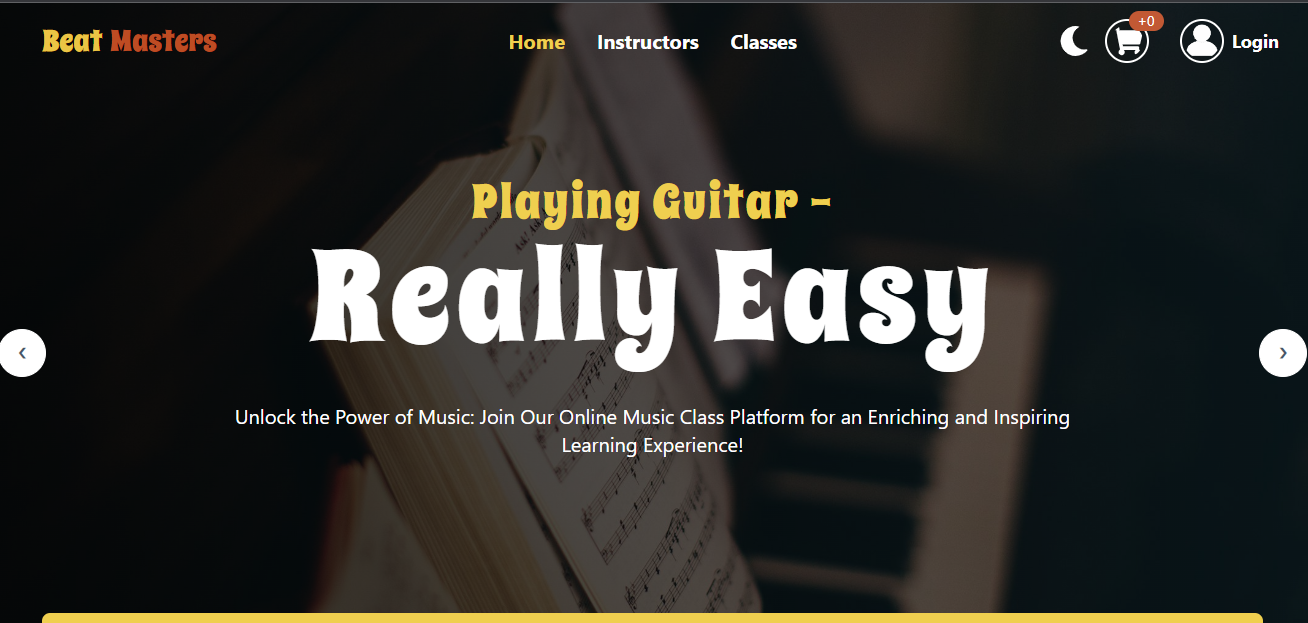 Beat Masters
Home
Instructors
Classes
+0
Login
Playing Guitar -
Really Easy
‹
›
Unlock the Power of Music: Join Our Online Music Class Platform for an Enriching and Inspiring
Learning Experience!